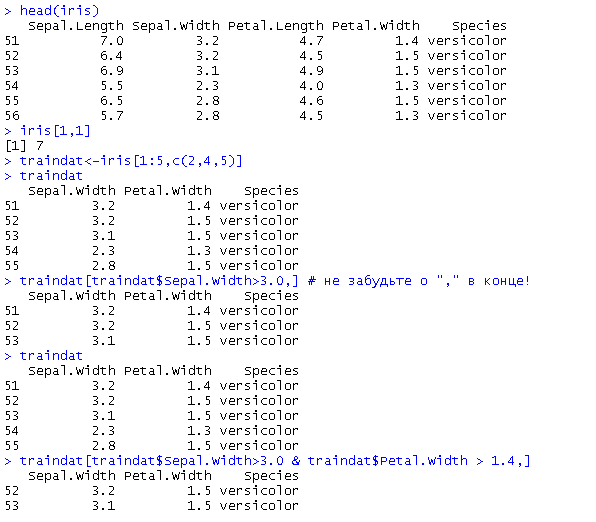 > head(iris)
   Sepal.Length Sepal.Width Petal.Length Petal.Width    Species
51          7.0         3.2          4.7         1.4 versicolor
52          6.4         3.2          4.5         1.5 versicolor
53          6.9         3.1          4.9         1.5 versicolor
54          5.5         2.3          4.0         1.3 versicolor
55          6.5         2.8          4.6         1.5 versicolor
56          5.7         2.8          4.5         1.3 versicolor
> iris[1,1]
[1] 7
> traindat<-iris[1:5,c(2,4,5)]
> traindat
   Sepal.Width Petal.Width    Species
51         3.2         1.4 versicolor
52         3.2         1.5 versicolor
53         3.1         1.5 versicolor
54         2.3         1.3 versicolor
55         2.8         1.5 versicolor
> traindat[traindat$Sepal.Width>3.0,] # не забудьте о "," в конце!
   Sepal.Width Petal.Width    Species
51         3.2         1.4 versicolor
52         3.2         1.5 versicolor
53         3.1         1.5 versicolor
> traindat
   Sepal.Width Petal.Width    Species
51         3.2         1.4 versicolor
52         3.2         1.5 versicolor
53         3.1         1.5 versicolor
54         2.3         1.3 versicolor
55         2.8         1.5 versicolor
> traindat[traindat$Sepal.Width>3.0 & traindat$Petal.Width > 1.4,]
   Sepal.Width Petal.Width    Species
52         3.2         1.5 versicolor
53         3.1         1.5 versicolor